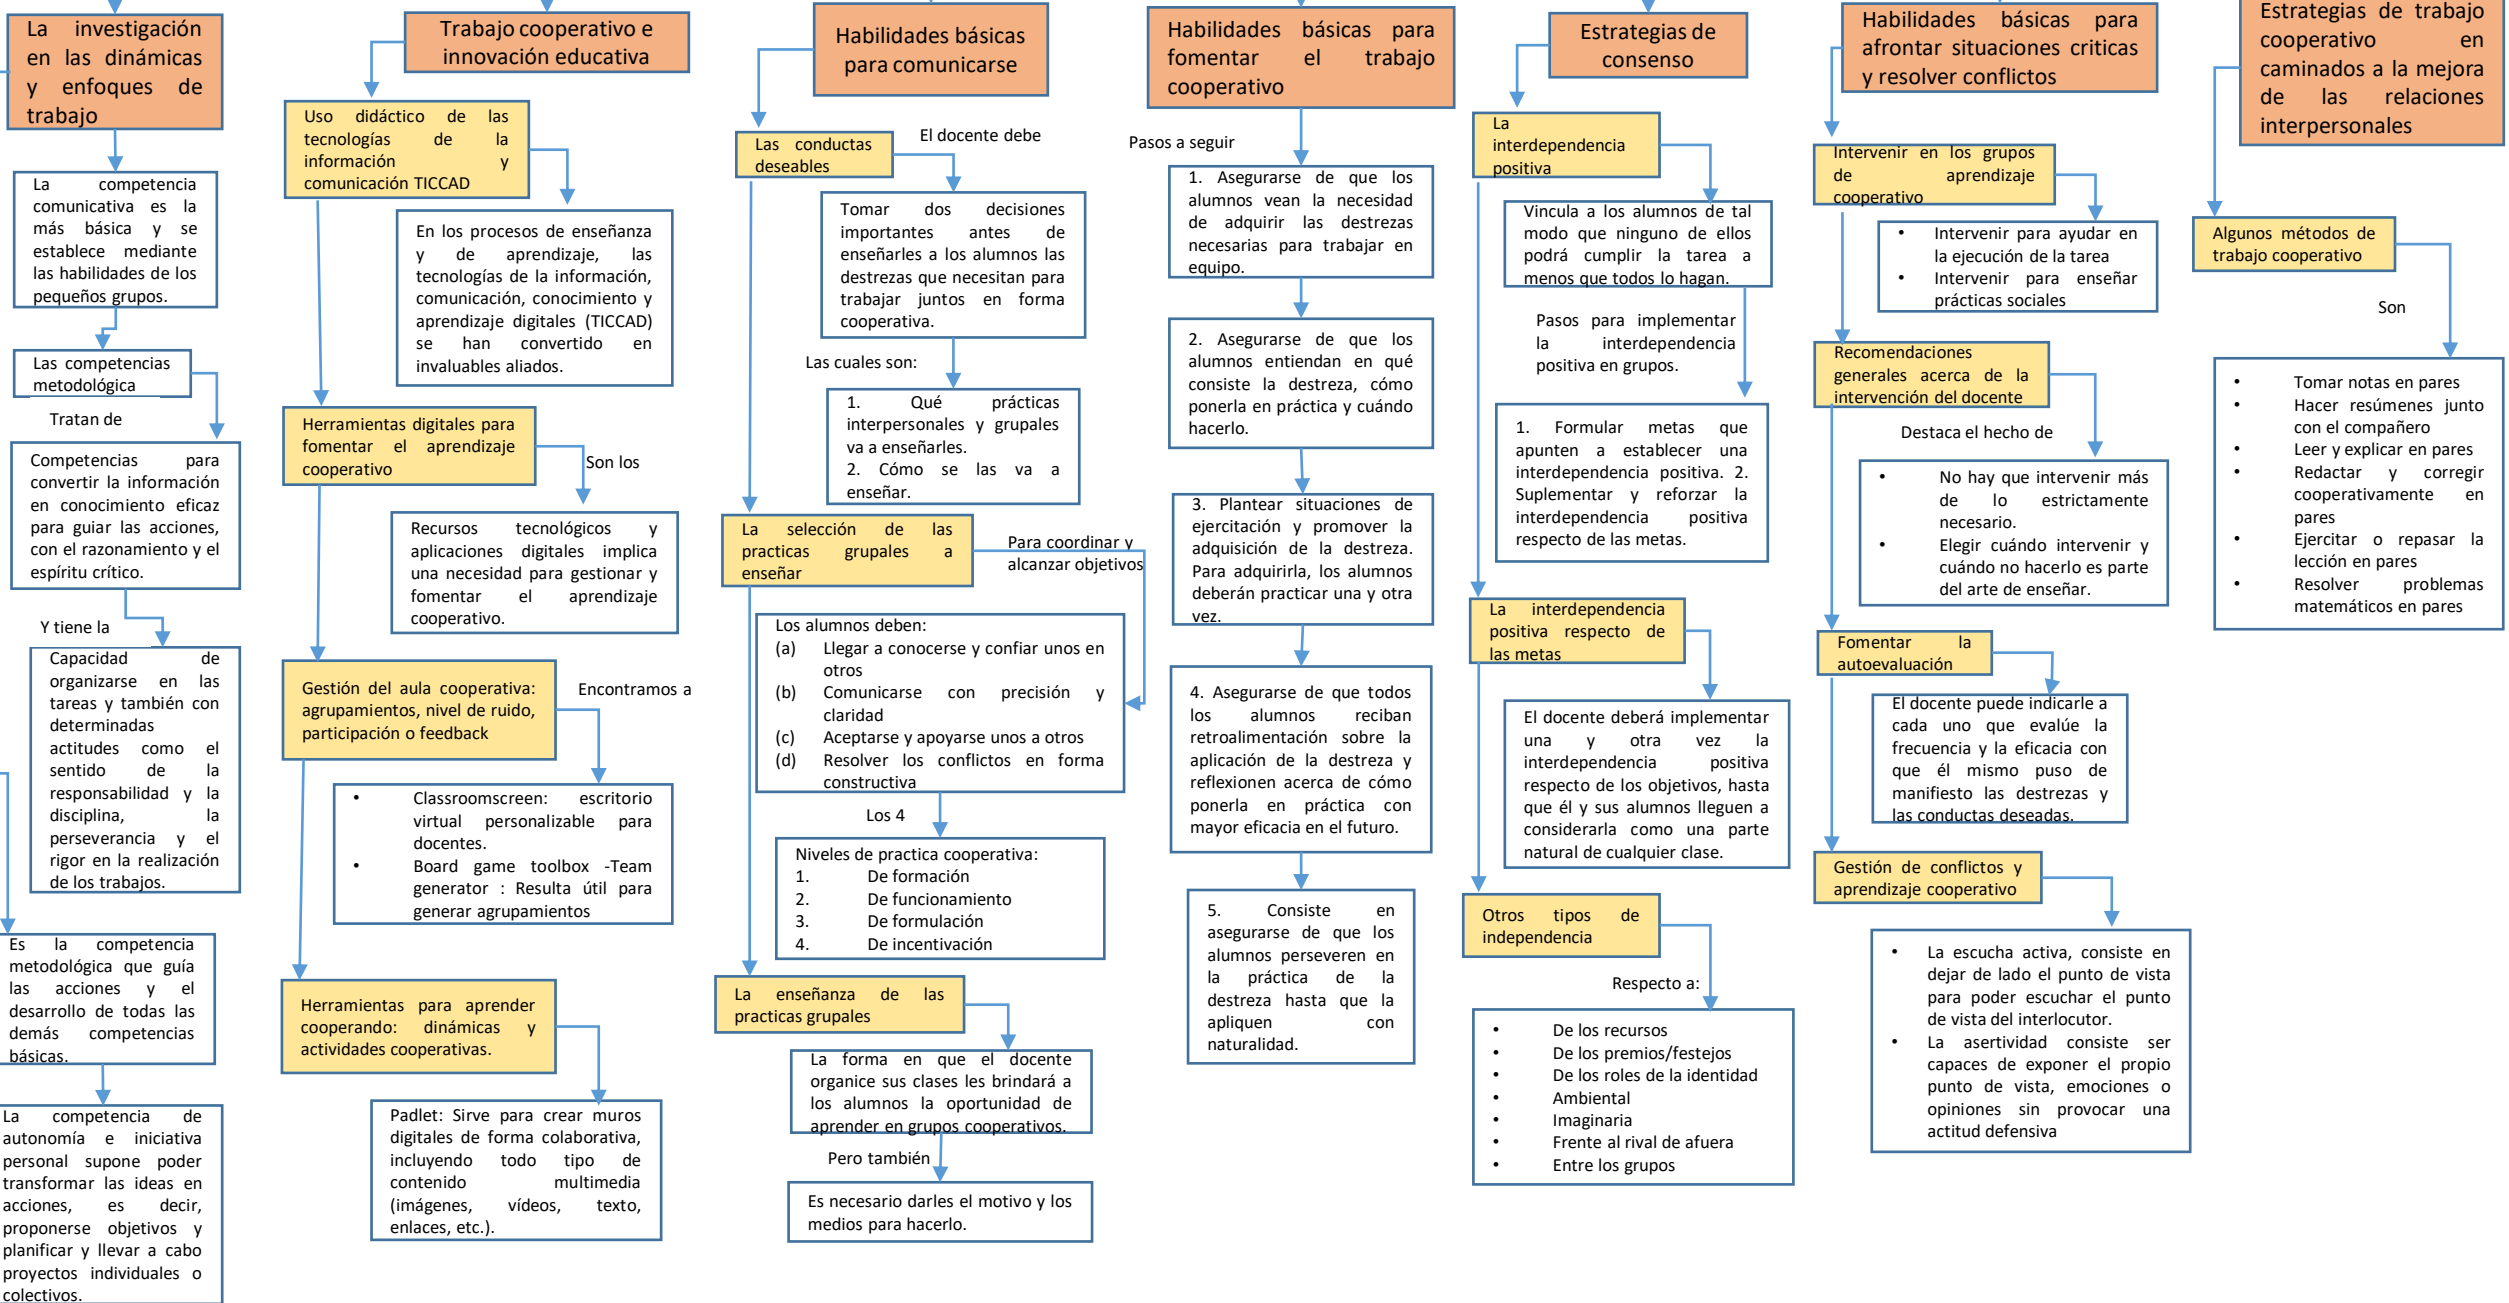 La investigación
en las dinámicas
y enfoques de
trabajo
La competencia
comunicativa es la
más básica y se
establece mediante
las habilidades de los
pequeños grupos.
Las competencias
metodológica
Tratan de
Competencias para
convertir la información
en conocimiento eficaz
para guiar las acciones,
con el razonamiento y el
espíritu crítico.
Y tiene la
Capacidad de
organizarse en las
tareas y también con
determinadas
actitudes como el
sentido de la
responsabilidad y la
disciplina, la
perseverancia y el
rigor en la realización
de los trabajos.
Es la competencia
metodológica que guía
las acciones y el
desarrollo de todas las
demás competencias
básicas.
La competencia de
autonomía e iniciativa
personal supone poder
transformar las ideas en
acciones, es decir,
proponerse objetivos y
planificar y llevar a cabo
proyectos individuales o
colectivos.
Trabajo cooperativo e
innovación educativa
Uso didáctico de las
tecnologías de la
información y
comunicación TICCAD
En los procesos de enseñanza
y de aprendizaje, las
tecnologías de la información,
comunicación, conocimiento y
aprendizaje digitales (TICCAD)
se han convertido en
invaluables aliados.
Herramientas digitales para
fomentar el aprendizaje
cooperativo
Son los
Recursos tecnológicos y
aplicaciones digitales implica
una necesidad para gestionar y
fomentar el aprendizaje
cooperativo.
Gestión del aula cooperativa:
agrupamientos, nivel de ruido,
participación o feedback
Encontramos a
• Classroomscreen: escritorio
virtual personalizable para
docentes.
• Board game toolbox -Team
generator : Resulta útil para
generar agrupamientos
Herramientas para aprender
cooperando: dinámicas y
actividades cooperativas.
Padlet: Sirve para crear muros
digitales de forma colaborativa,
incluyendo todo tipo de
contenido multimedia
(imágenes, vídeos, texto,
enlaces, etc.).
Habilidades básicas
para comunicarse
Las conductas
deseables
El docente debe
Tomar dos decisiones
importantes antes de
enseñarles a los alumnos las
destrezas que necesitan para
trabajar juntos en forma
cooperativa.
Las cuales son:
1. Qué prácticas
interpersonales y grupales
va a enseñarles.
2. Cómo se las va a
enseñar.
La selección de las
practicas grupales a
enseñar
Para coordinar y
alcanzar objetivos
Los alumnos deben:
(a) Llegar a conocerse y confiar unos en
otros
(b) Comunicarse con precisión y
claridad
(c) Aceptarse y apoyarse unos a otros
(d) Resolver los conflictos en forma
constructiva
Los 4
Niveles de practica cooperativa:
1. De formación
2. De funcionamiento
3. De formulación
4. De incentivación
La enseñanza de las
practicas grupales
La forma en que el docente
organice sus clases les brindará a
los alumnos la oportunidad de
aprender en grupos cooperativos.
Pero también
Es necesario darles el motivo y los
medios para hacerlo.
Habilidades básicas para
fomentar el trabajo
cooperativo
Pasos a seguir
1. Asegurarse de que los
alumnos vean la necesidad
de adquirir las destrezas
necesarias para trabajar en
equipo.
2. Asegurarse de que los
alumnos entiendan en qué
consiste la destreza, cómo
ponerla en práctica y cuándo
hacerlo.
3. Plantear situaciones de
ejercitación y promover la
adquisición de la destreza.
Para adquirirla, los alumnos
deberán practicar una y otra
vez.
4. Asegurarse de que todos
los alumnos reciban
retroalimentación sobre la
aplicación de la destreza y
reflexionen acerca de cómo
ponerla en práctica con
mayor eficacia en el futuro.
5. Consiste en
asegurarse de que los
alumnos perseveren en
la práctica de la
destreza hasta que la
apliquen con
naturalidad.
Estrategias de
consenso
La
interdependencia
positiva
Vincula a los alumnos de tal
modo que ninguno de ellos
podrá cumplir la tarea a
menos que todos lo hagan.
Pasos para implementar
la interdependencia
positiva en grupos.
1. Formular metas que
apunten a establecer una
interdependencia positiva. 2.
Suplementar y reforzar la
interdependencia positiva
respecto de las metas.
La interdependencia
positiva respecto de
las metas
El docente deberá implementar
una y otra vez la
interdependencia positiva
respecto de los objetivos, hasta
que él y sus alumnos lleguen a
considerarla como una parte
natural de cualquier clase.
Otros tipos de
independencia
Respecto a:
• De los recursos
• De los premios/festejos
• De los roles de la identidad
• Ambiental
• Imaginaria
• Frente al rival de afuera
• Entre los grupos
Habilidades básicas para
afrontar situaciones criticas
y resolver conflictos
Intervenir en los grupos
de aprendizaje
cooperativo
• Intervenir para ayudar en
la ejecución de la tarea
• Intervenir para enseñar
prácticas sociales
Recomendaciones
generales acerca de la
intervención del docente
Destaca el hecho de
• No hay que intervenir más
de lo estrictamente
necesario.
• Elegir cuándo intervenir y
cuándo no hacerlo es parte
del arte de enseñar.
Fomentar la
autoevaluación
El docente puede indicarle a
cada uno que evalúe la
frecuencia y la eficacia con
que él mismo puso de
manifiesto las destrezas y
las conductas deseadas.
Gestión de conflictos y
aprendizaje cooperativo
• La escucha activa, consiste en
dejar de lado el punto de vista
para poder escuchar el punto
de vista del interlocutor.
• La asertividad consiste ser
capaces de exponer el propio
punto de vista, emociones o
opiniones sin provocar una
actitud defensiva
Estrategias de trabajo
cooperativo en
caminados a la mejora
de las relaciones
interpersonales
Algunos métodos de
trabajo cooperativo
Son
• Tomar notas en pares
• Hacer resúmenes junto
con el compañero
• Leer y explicar en pares
• Redactar y corregir
cooperativamente en
pares
• Ejercitar o repasar la
lección en pares
• Resolver problemas
matemáticos en pares